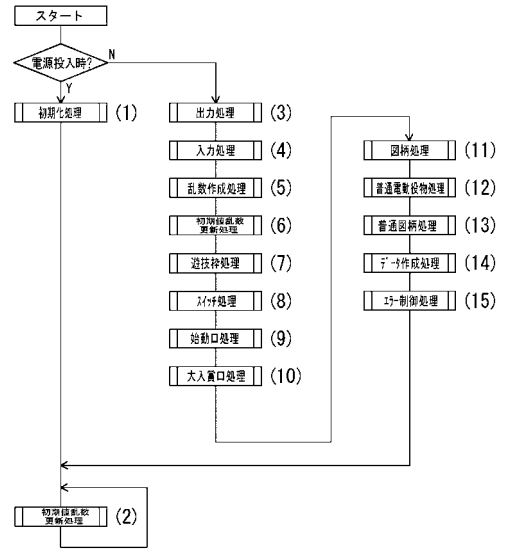 スタート
電源投入時?
N
Y
初期化処理 (1)
出力処理 (3)
入力処理 (4)
乱数作成処理 (5)
初期値乱数
更新処理 (6)
遊技枠処理 (7)
スイッチ処理 (8)
始動口処理 (9)
大入賞口処理 (10)
図柄処理 (11)
普通電動役物処理 (12)
普通図柄処理 (13)
データ作成処理 (14)
エラー制御処理 (15)
初期値乱数
更新処理 (2)